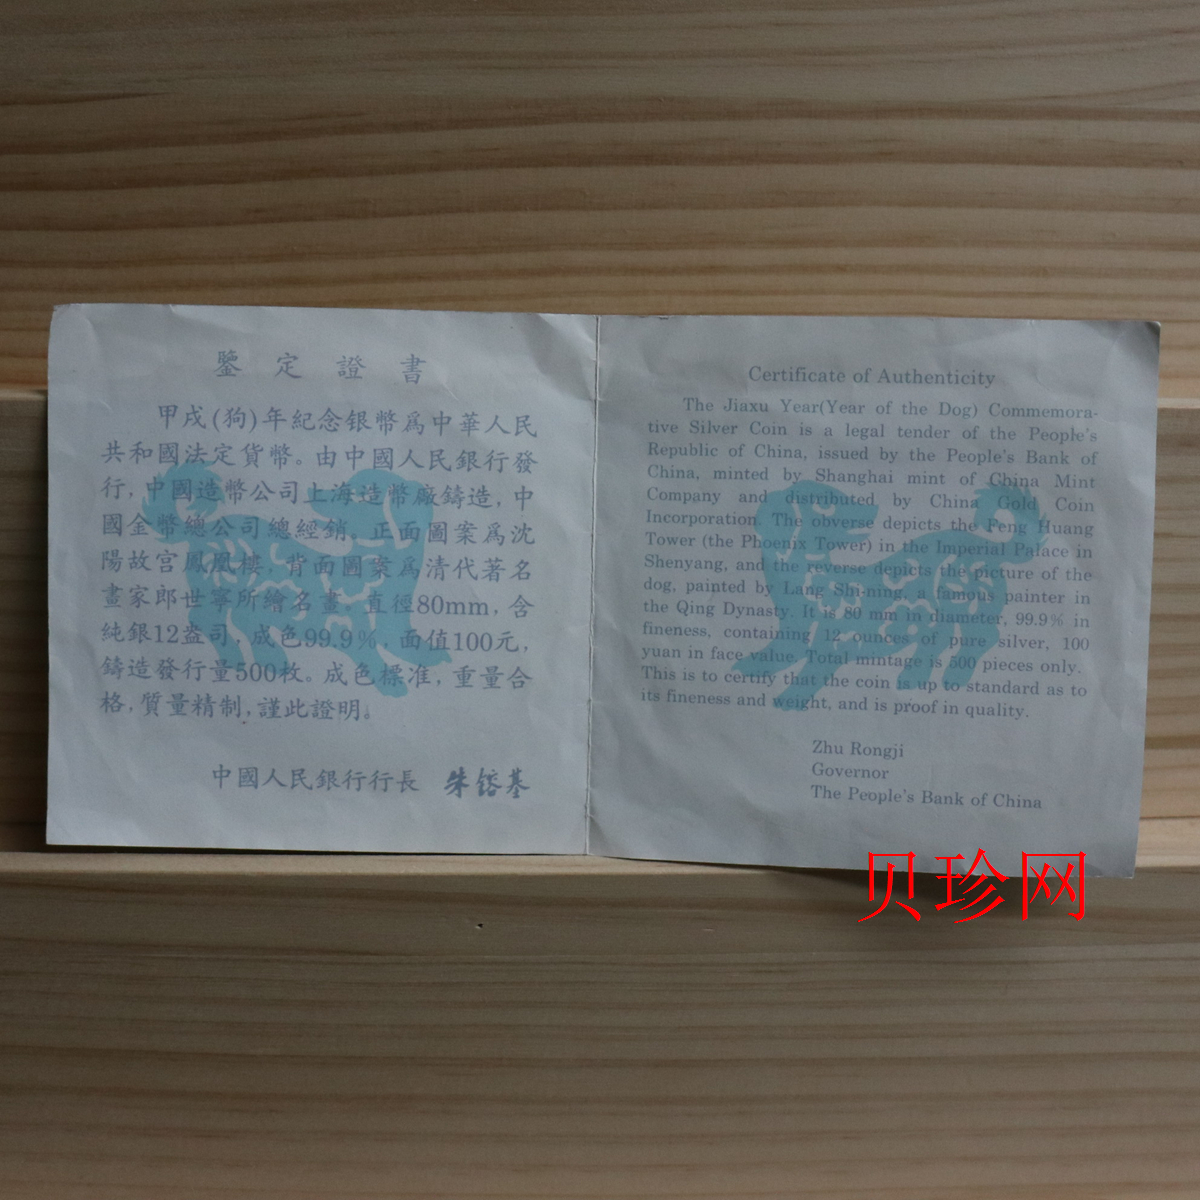 鑒定證書
甲戌(狗)年紀念银幣爲中華人民
共和國法定貨幣。由中國人民銀行發
行,中國造幣公司上海造幣廠鑄造,中
國金幣總公司總經銷。正面圖案爲沈
陽故宫鳳凰樓,背面圖案爲清代著名
畫家郎世寧所繪名畫。直徑80mm,含
純銀12盎司,成色99.9%,面值100元,
鑄造發行量500枚。成色標准,重量合
格,質量精制,謹此證明。
中國人民銀行行長 朱鎔基
Certificate of Authenticity
The Jiaxu Year(Year of the Dog) Commemora-
tive Silver Coin is a legal tender of the People's
Republic of China, issued by the People's Bank of
China, minted by Shanghai mint of China Mint
Company and distributed by China Gold Coin
Incorporation. The obverse depicts the Feng Huang
Tower (the Phoenix Tower) in the Imperial Palace in
Shenyang, and the reverse depicts the picture of the
dog, painted by Lang Shi-ning, a famous painter in
the Qing Dynasty. It is 80 mm in diameter, 99.9% in
fineness, containing 12 ounces of pure silver, 100
yuan in face value. Total mintage is 500 pieces only.
This is to certify that the coin is up to standard as to
its fineness and weight, and is proof in quality.
Zhu Rongji
Governor
The People's Bank of China
贝珍网